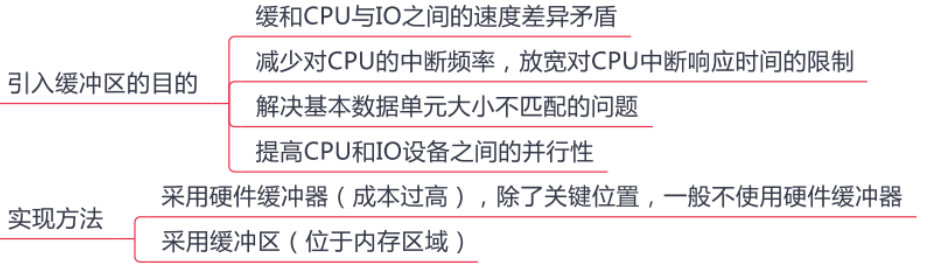 缓和CPU与IO之间的速度差异矛盾
减少对CPU的中断频率，放宽对CPU中断响应时间的限制
引入缓冲区的目的
解决基本数据单元大小不匹配的问题
提高CPU和IO设备之间的并行性
采用硬件缓冲器（成本过高），除了关键位置，一般不使用硬件缓冲器
实现方法
采用缓冲区（位于内存区域）